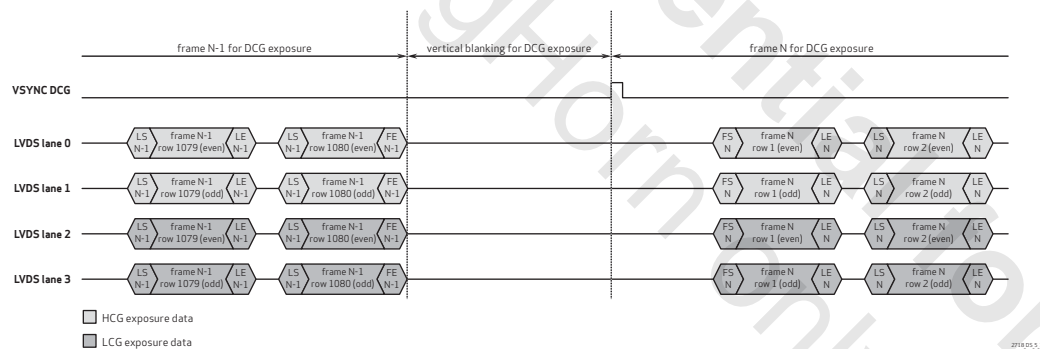 frame N-1 for DCG exposure vertical blanking for DCG exposure frame N for DCG exposure
VSYNC DCG
LVDS lane 0 LS N-1 frame N-1 row 1079 (even) LE N-1 LS N-1 frame N-1 row 1080 (even) FE N-1 FS N frame N row 1 (even) LE N LS N frame N row 2 (even) LE N
LVDS lane 1 LS N-1 frame N-1 row 1079 (odd) LE N-1 LS N-1 frame N-1 row 1080 (odd) FE N-1 FS N frame N row 1 (odd) LE N LS N frame N row 2 (odd) LE N
LVDS lane 2 LS N-1 frame N-1 row 1079 (even) LE N-1 LS N-1 frame N-1 row 1080 (even) FE N-1 FS N frame N row 1 (even) LE N LS N frame N row 2 (even) LE N
LVDS lane 3 LS N-1 frame N-1 row 1079 (odd) LE N-1 LS N-1 frame N-1 row 1080 (odd) FE N-1 FS N frame N row 1 (odd) LE N LS N frame N row 2 (odd) LE N
HCG exposure data
LCG exposure data